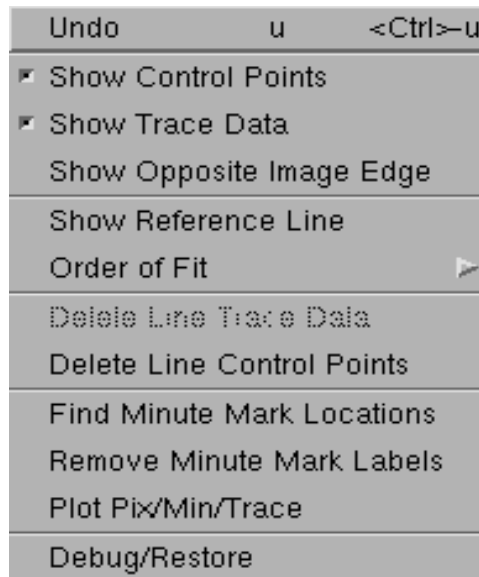 Undo u <Ctrl>-u
Show Control Points
Show Trace Data
Show Opposite Image Edge
Show Reference Line
Order of Fit
Delete Line Trace Data
Delete Line Control Points
Find Minute Mark Locations
Remove Minute Mark Labels
Plot Pix/Min/Trace
Debug/Restore